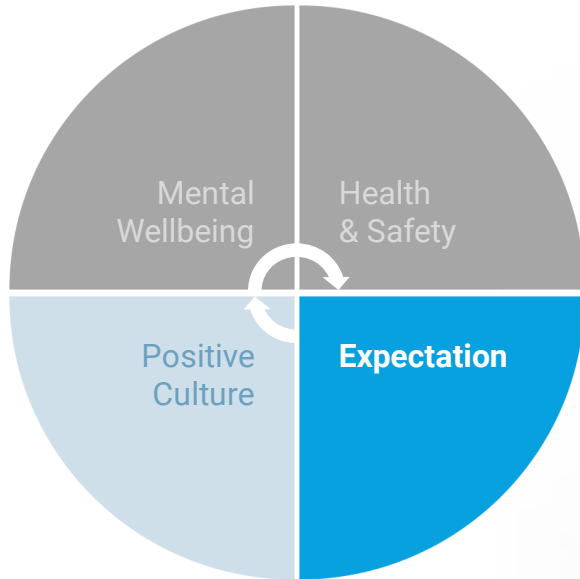 Mental
Wellbeing
Health
& Safety
Positive
Culture
Expectation